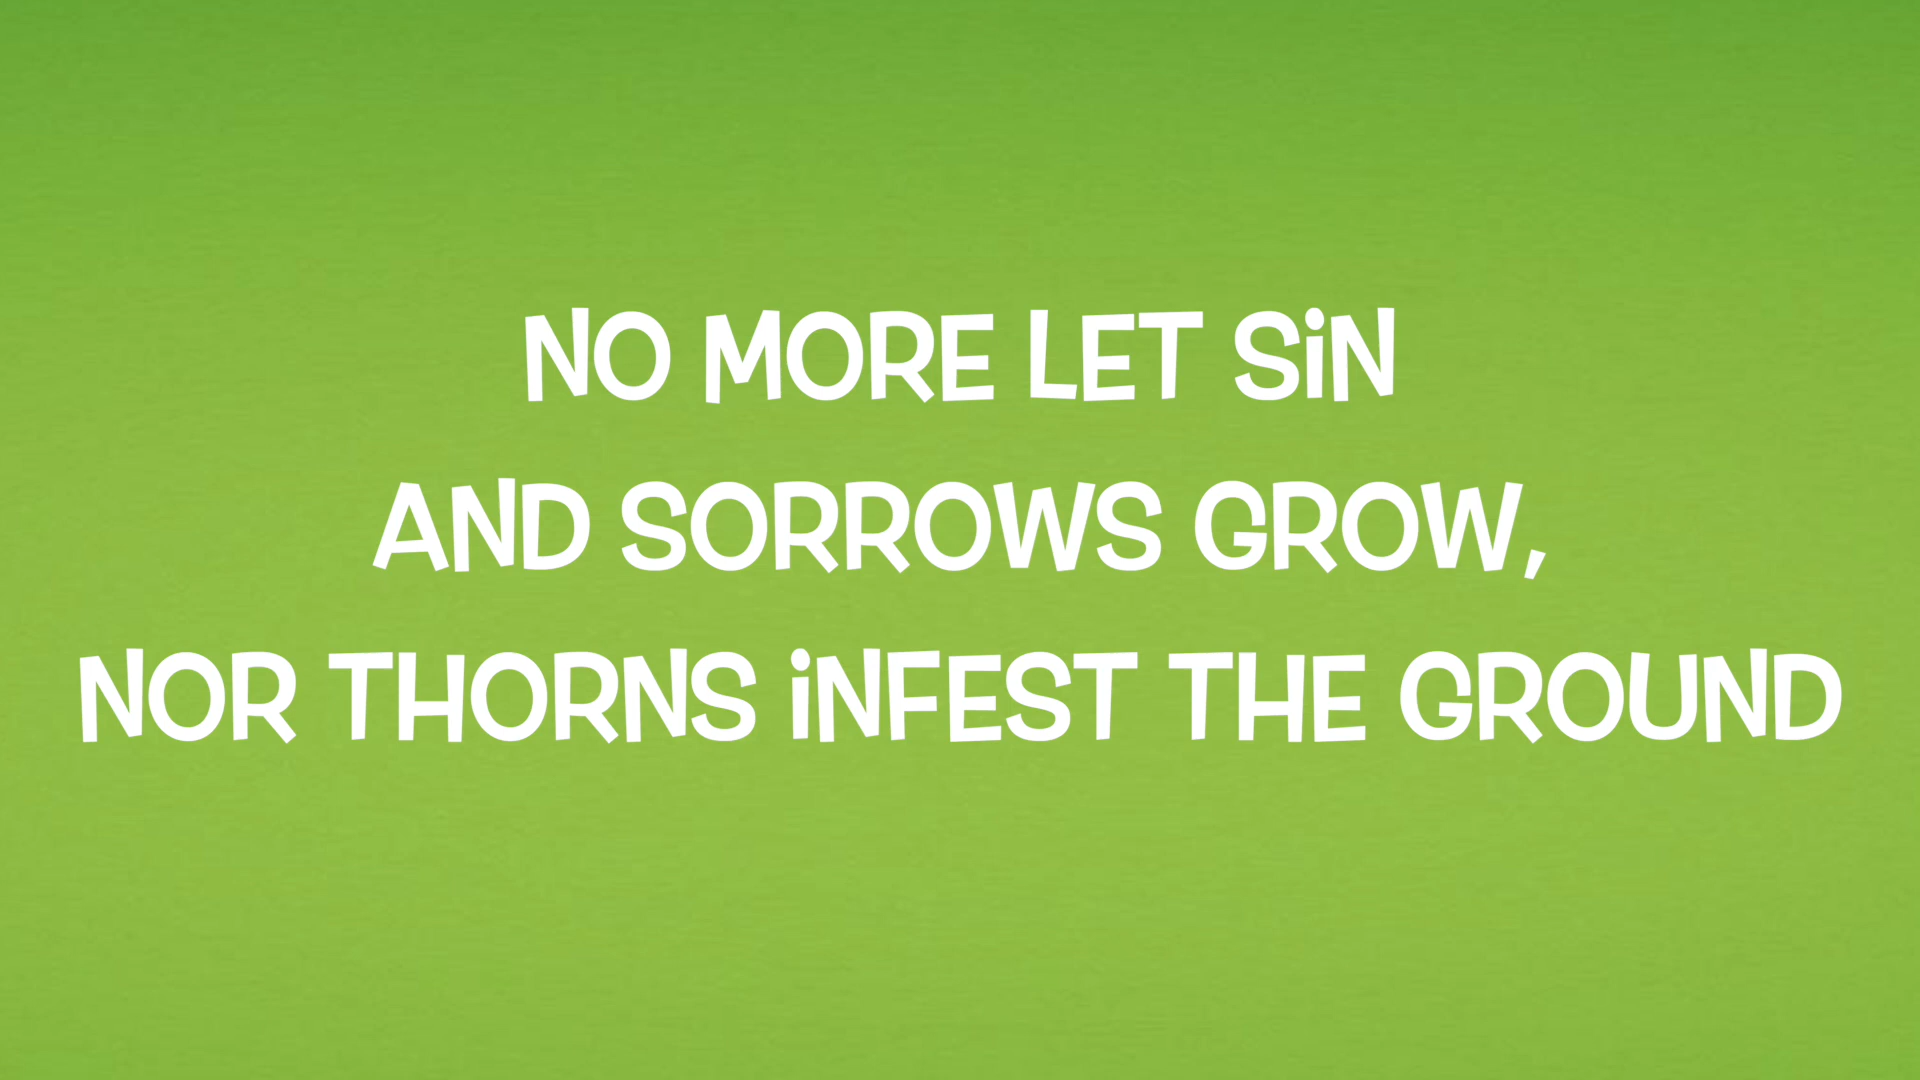 NO MORE LET SiN
AND SORROWS GROW,
NOR THORNS iNFEST THE GROUND